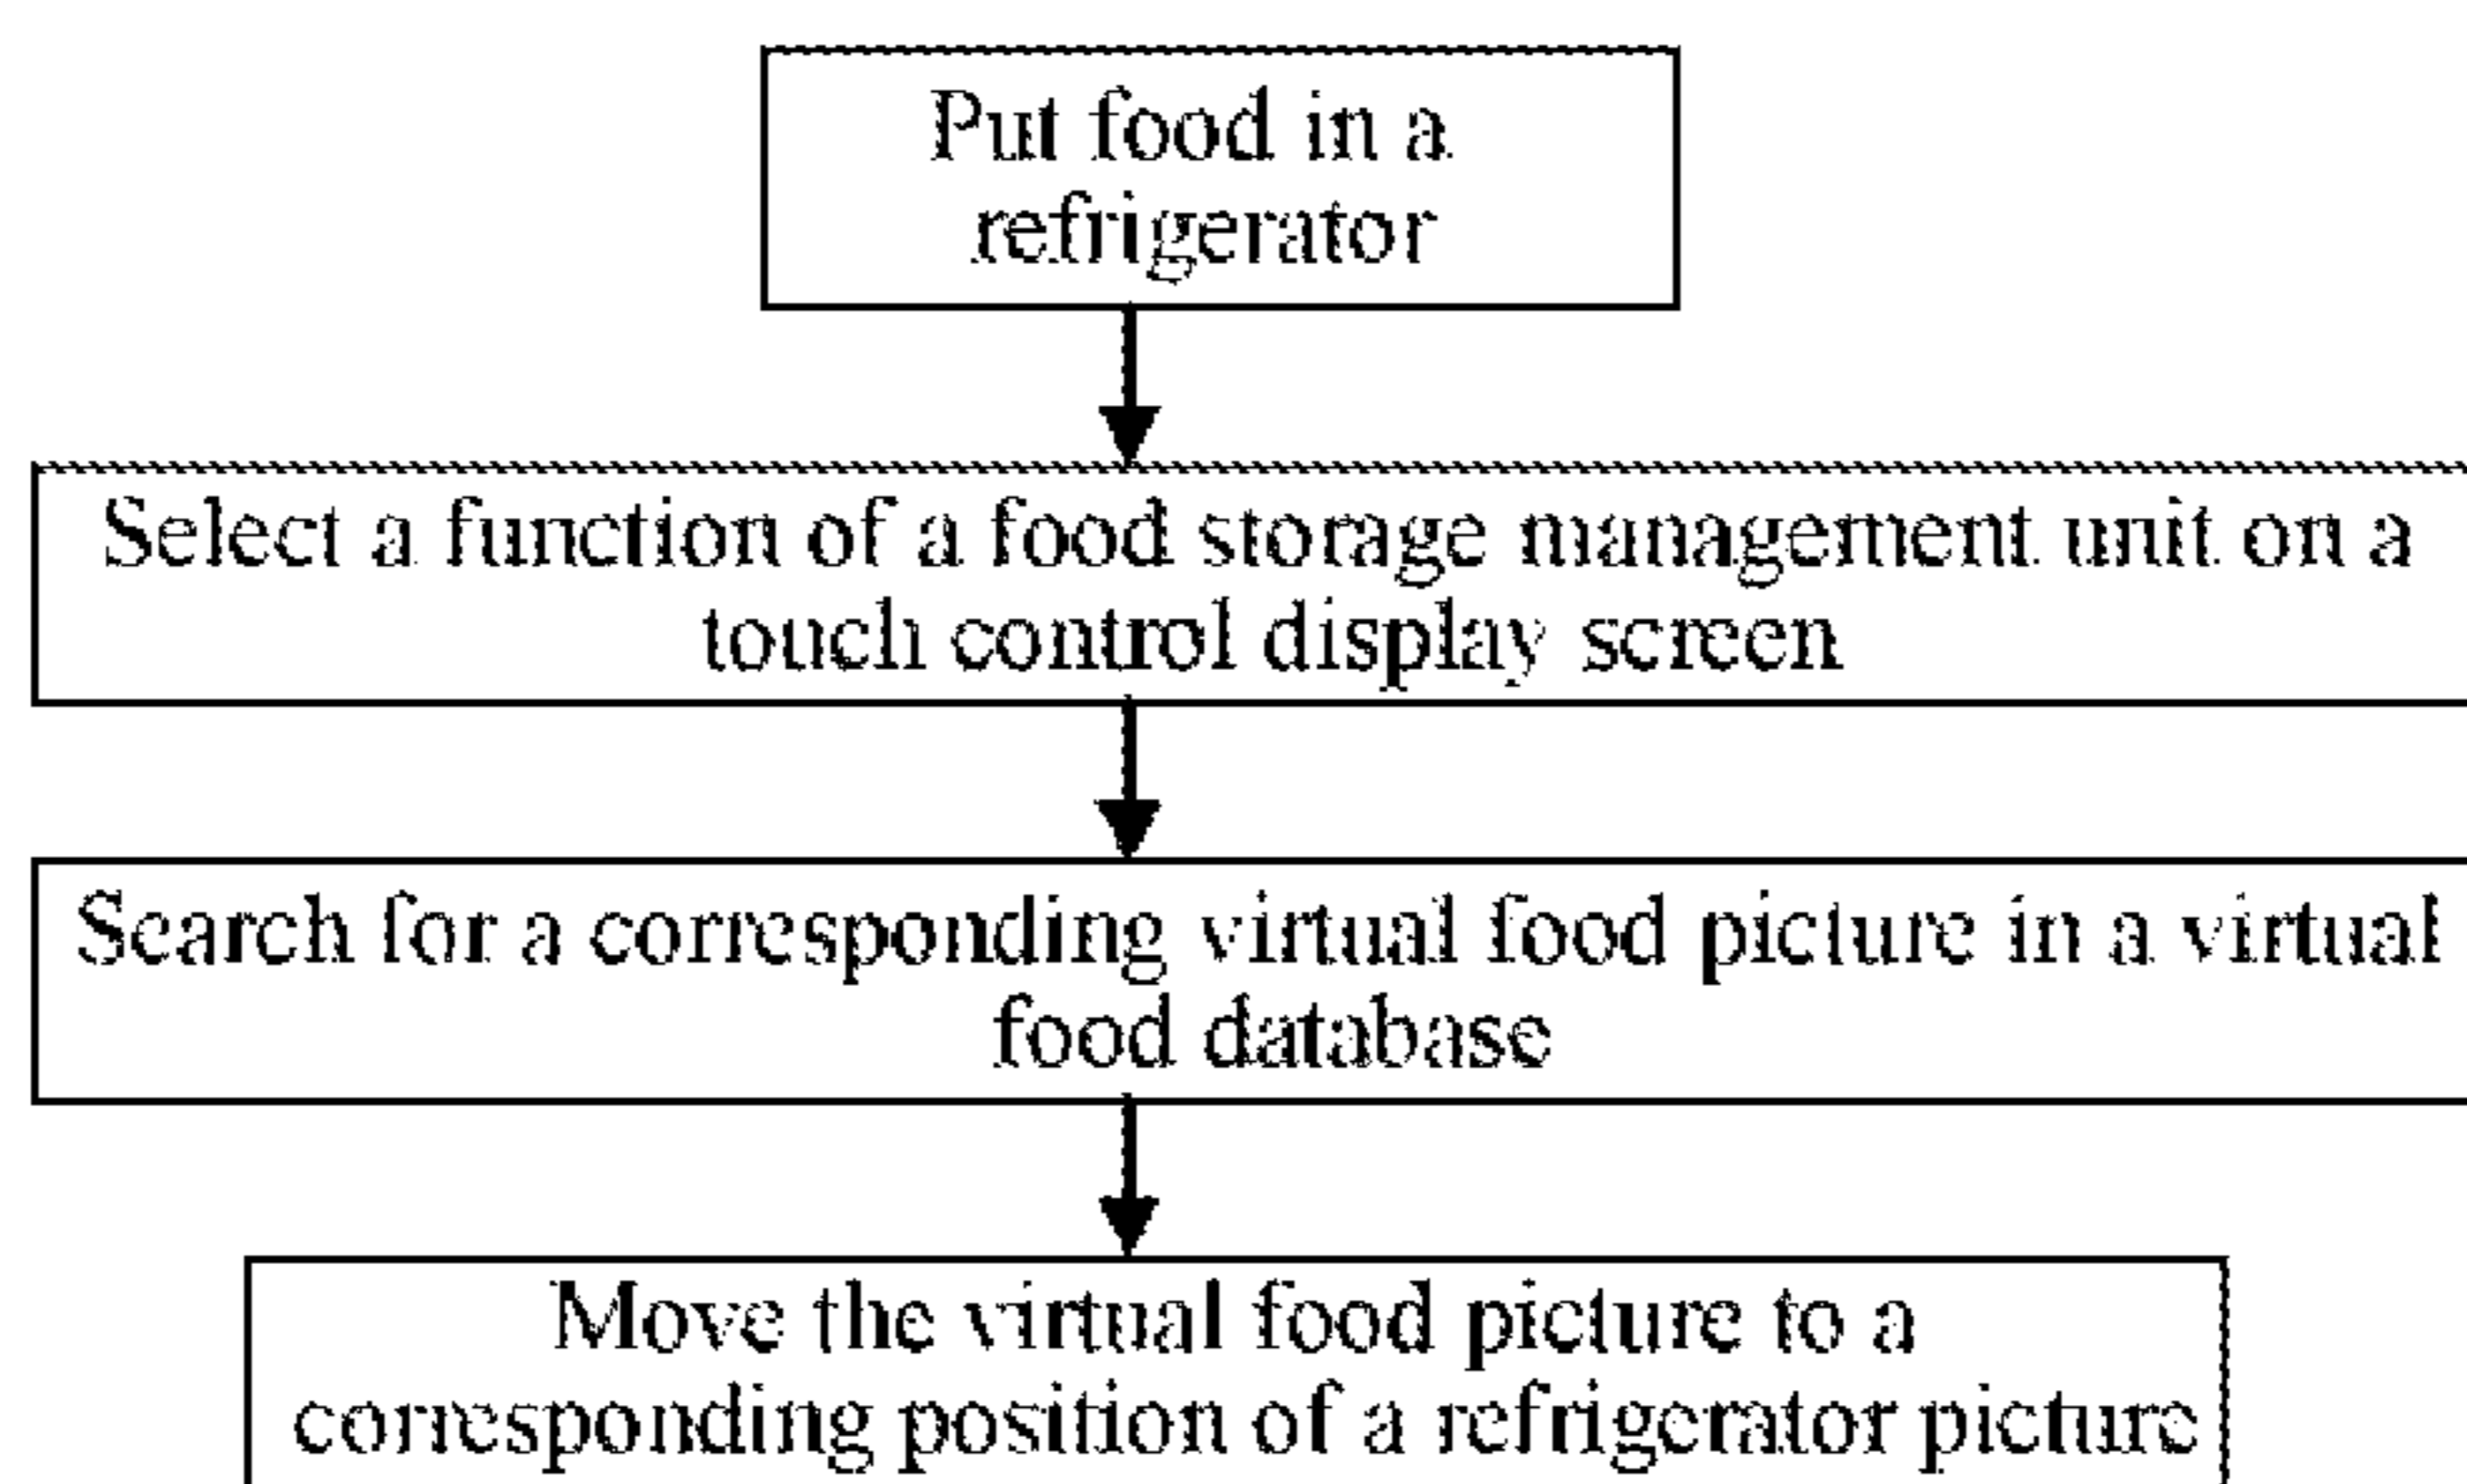 Put food in a
refrigerator
Select a function of a food storage management unit on a
touch control display screen
Search for a corresponding virtual food picture in a virtual
food database
Move the virtual food picture to a
corresponding position of a refrigerator picture